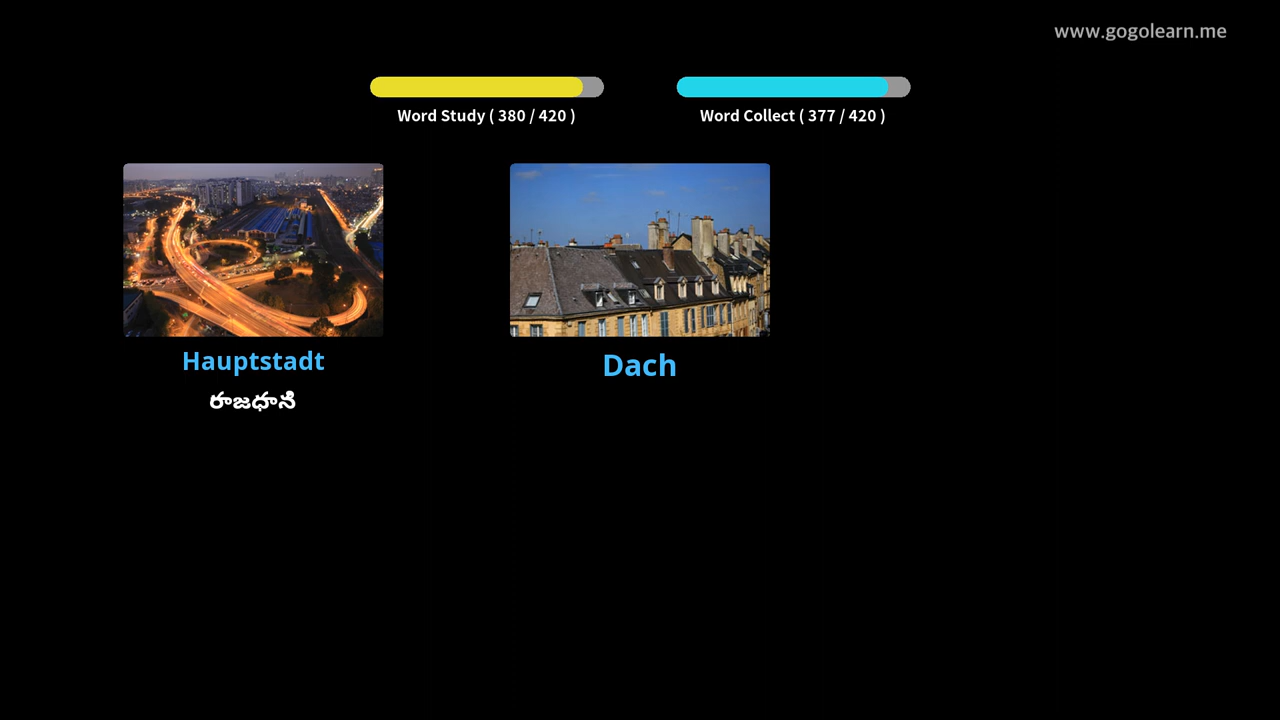 www.gogolearn.me
Word Study ( 380 / 420 )
Word Collect ( 377 / 420 )
Hauptstadt
రాజధాని
Dach